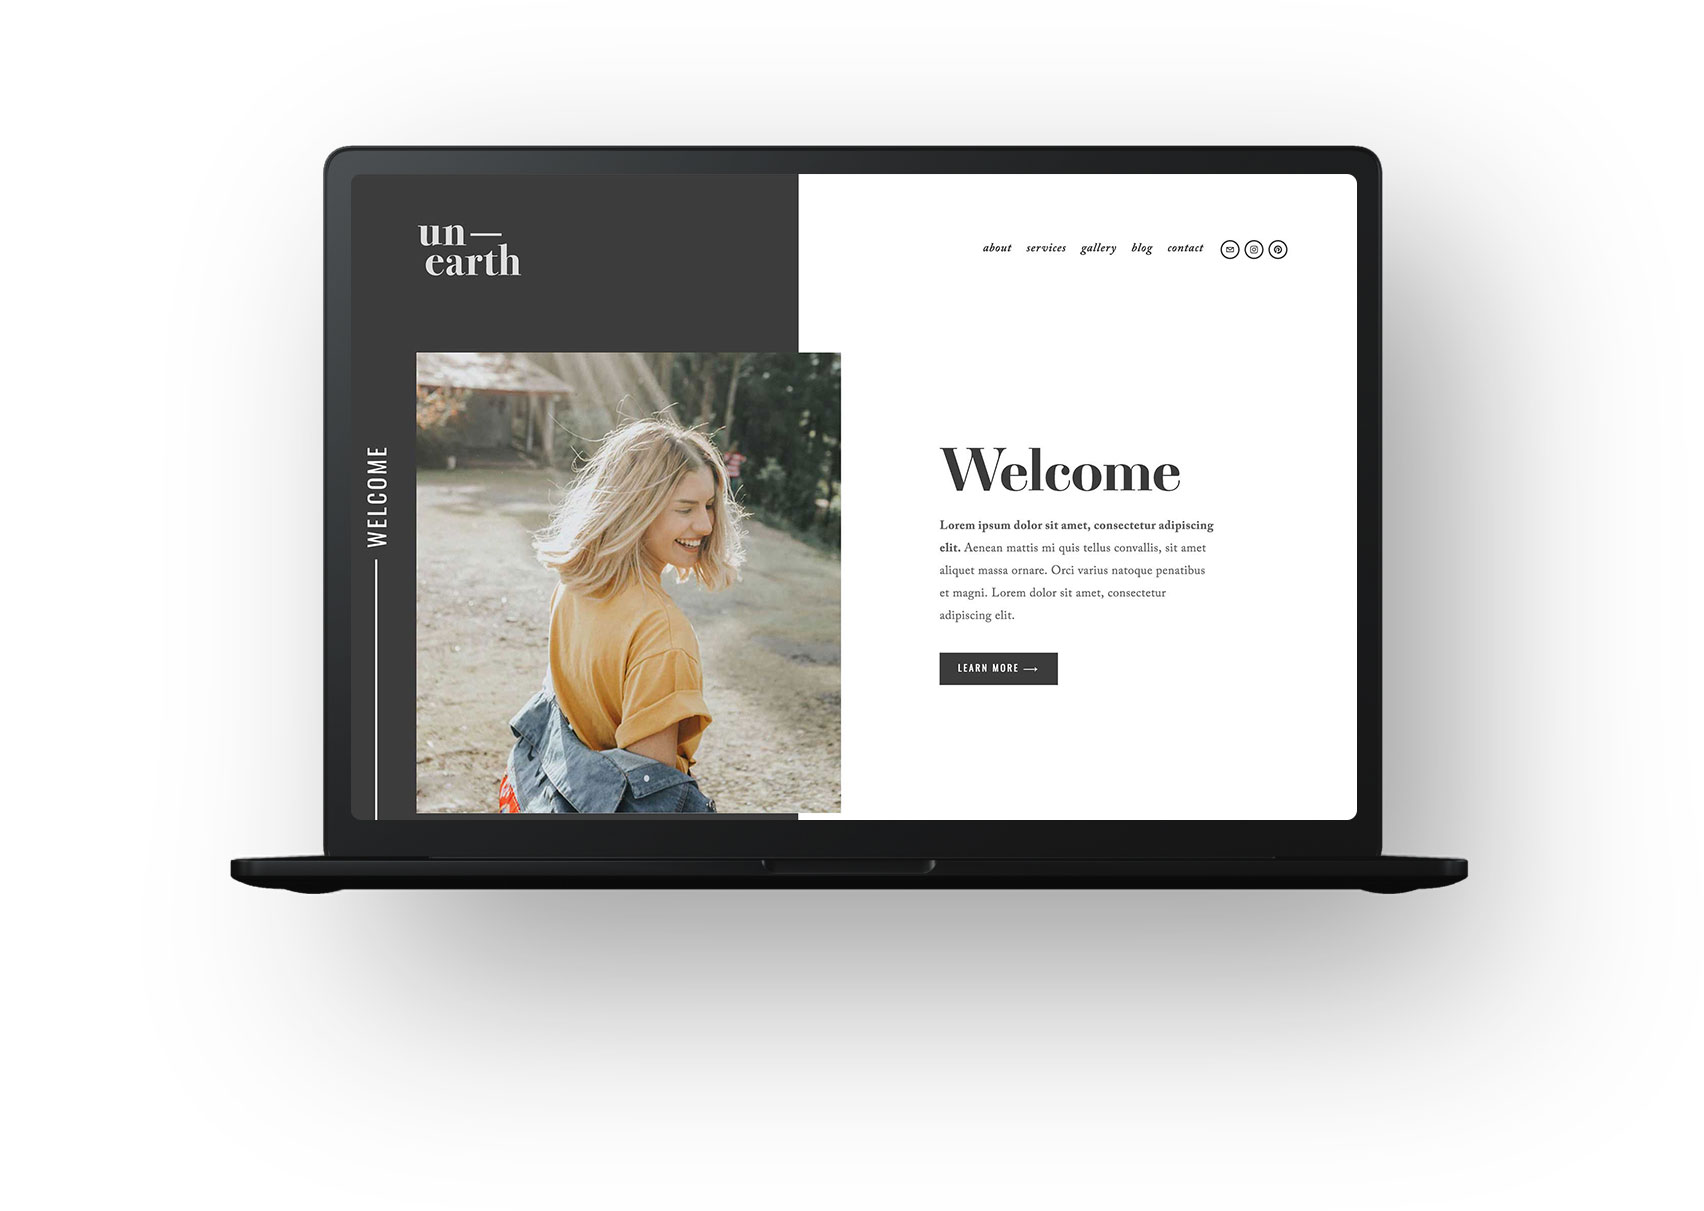 un—
earth
about services gallery blog contact
WELCOME
Welcome
Lorem ipsum dolor sit amet, consectetur adipiscing
elit. Aenean mattis mi quis tellus convallis, sit amet
aliquet massa ornare. Orci varius natoque penatibus
et magni. Lorem dolor sit amet, consectetur
adipiscing elit.
LEARN MORE ⟶